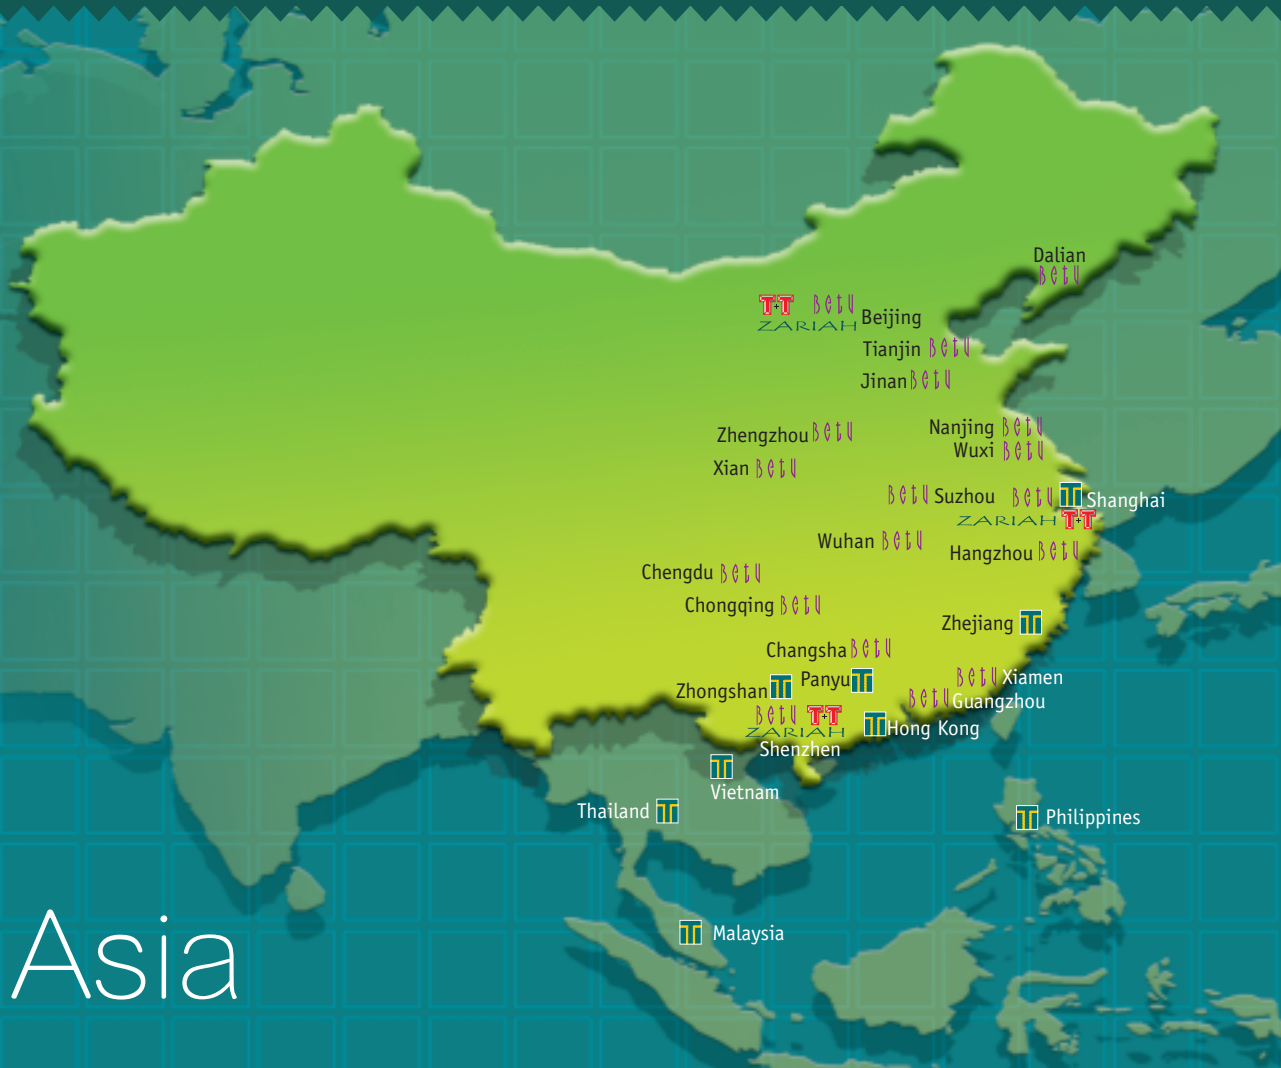 Dalian
BETU
T+T BETU
ZARIAH Beijing
Tianjin BETU
Jinan BETU
Zhengzhou BETU
Nanjing BETU
Wuxi BETU
Xian BETU
BETU Suzhou
BETU T Shanghai
ZARIAH T+T
Wuhan BETU
Hangzhou BETU
Chengdu BETU
Chongqing BETU
Zhejiang
Changsha BETU
BETU Xiamen
Panyu
Zhongshan
BETU Guangzhou
BETU T+T
ZARIAH
Shenzhen
Hong Kong
Vietnam
Thailand
Philippines
Malaysia
Asia